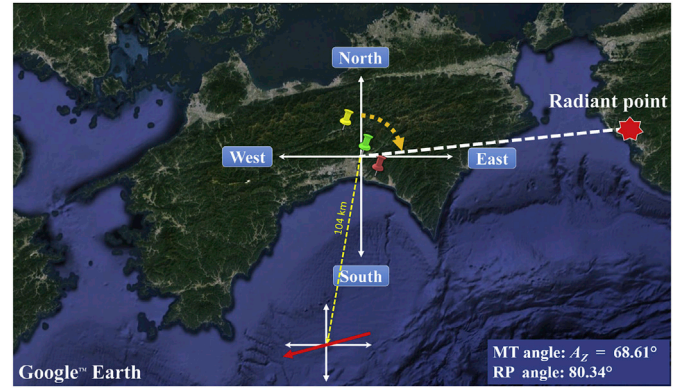 North
Radiant point
West
East
104 km
South
MT angle: A_Z = 68.61°
RP angle: 80.34°
Google™ Earth